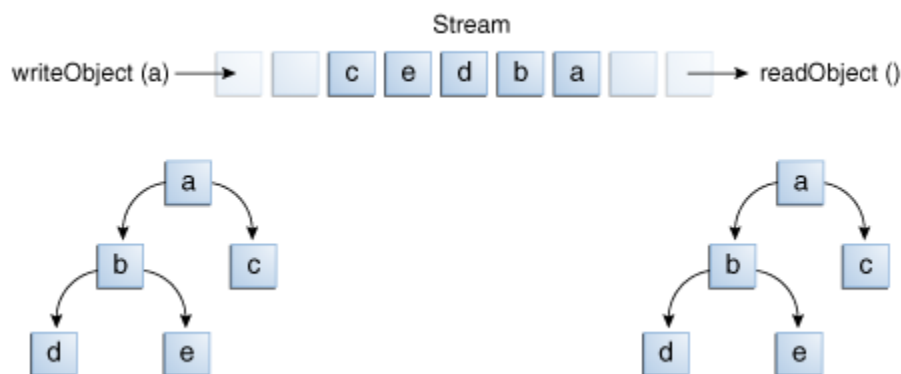 Stream
writeObject (a) c e d b a readObject ()
a a
b c b c
d e d e